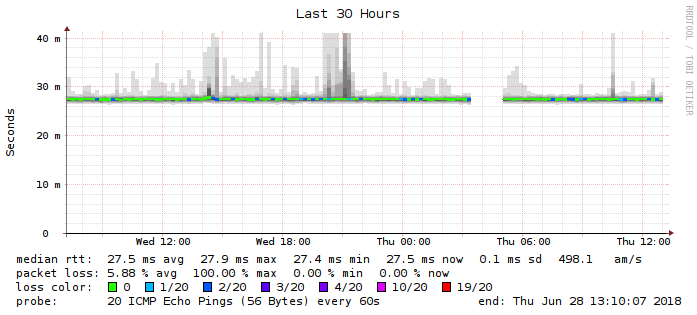 Last 30 Hours
RRDTOOL / TOBI OETIKER
Seconds
40 m
30 m
20 m
10 m
0
Wed 12:00 Wed 18:00 Thu 00:00 Thu 06:00 Thu 12:00
median rtt: 27.5 ms avg 27.9 ms max 27.4 ms min 27.5 ms now 0.1 ms sd 498.1 am/s
packet loss: 5.88 % avg 100.00 % max 0.00 % min 0.00 % now
loss color: 0 1/20 2/20 3/20 4/20 10/20 19/20
probe: 20 ICMP Echo Pings (56 Bytes) every 60s end: Thu Jun 28 13:10:07 2018